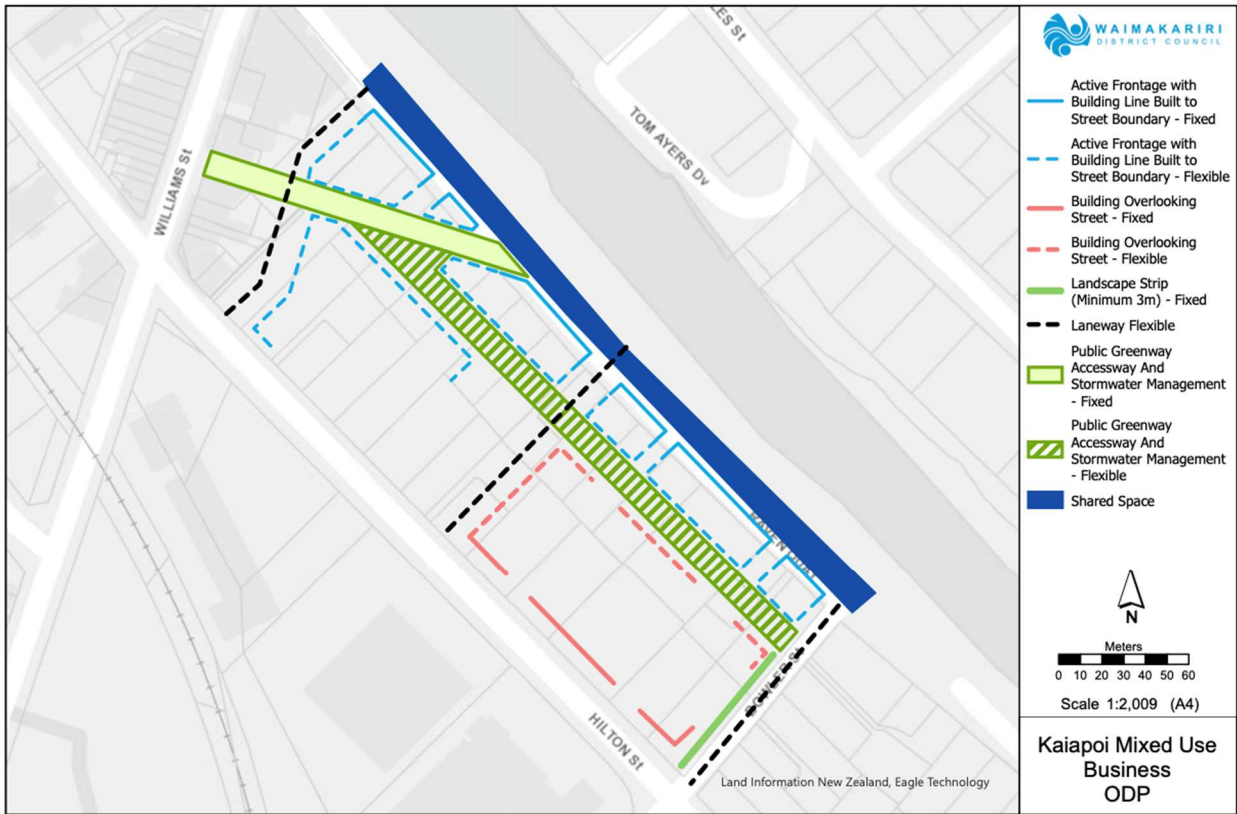 LES St
TOM AYERS Dv
WILLIAMS St
HILTON St
Land Information New Zealand, Eagle Technology
WAIMAKARIRI
DISTRICT COUNCIL
Active Frontage with
Building Line Built to
Street Boundary - Fixed
Active Frontage with
Building Line Built to
Street Boundary - Flexible
Building Overlooking
Street - Fixed
Building Overlooking
Street - Flexible
Landscape Strip
(Minimum 3m) - Fixed
Laneway Flexible
Public Greenway
Accessway And
Stormwater Management
- Fixed
Public Greenway
Accessway And
Stormwater Management
- Flexible
Shared Space
N
Meters
0 10 20 30 40 50 60
Scale 1:2,009 (A4)
Kaiapoi Mixed Use
Business
ODP